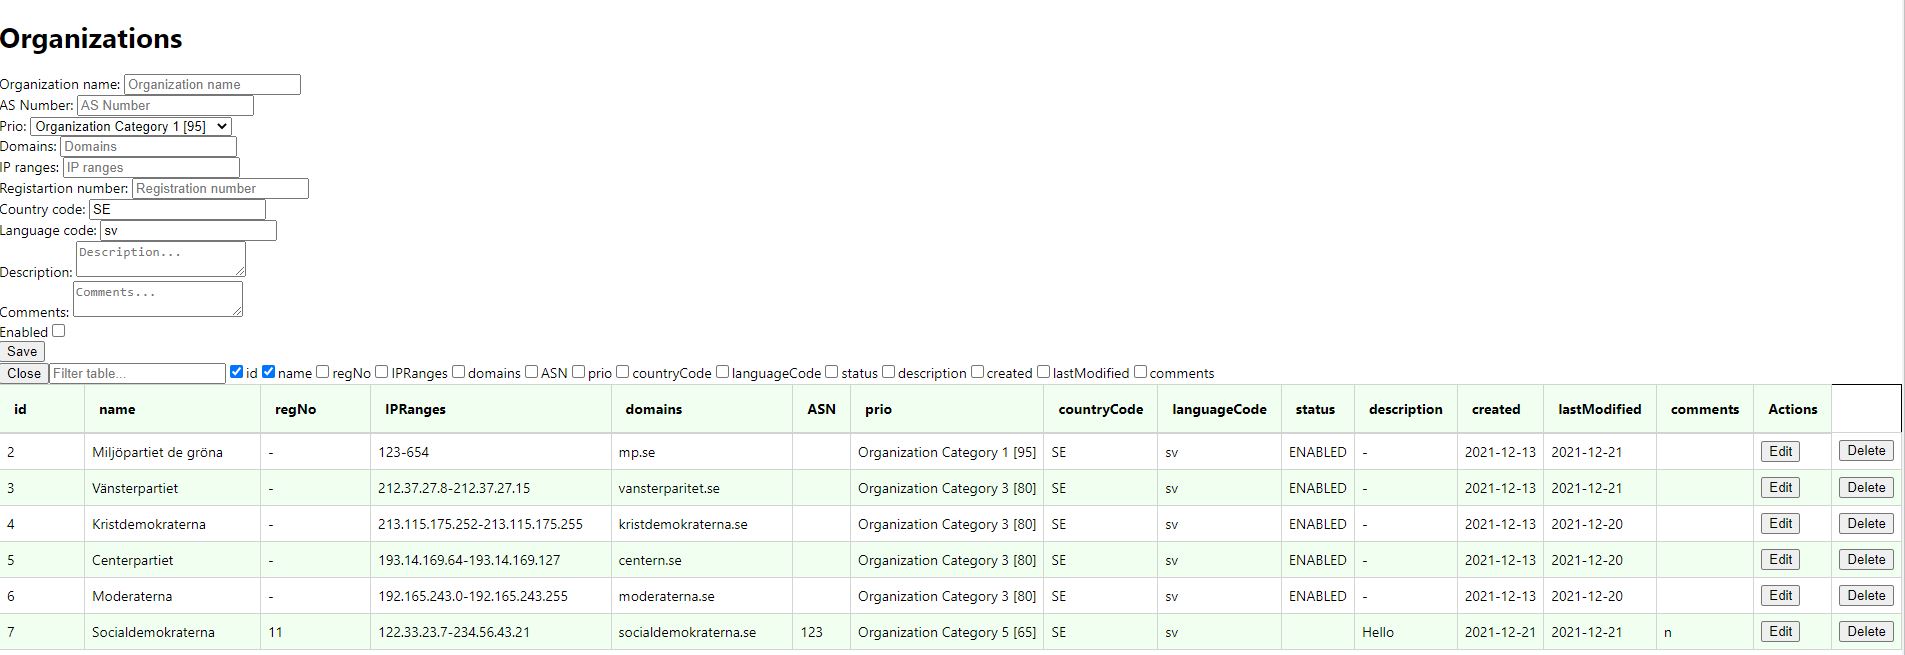 Organizations
Organization name: Organization name
AS Number: AS Number
Prio: Organization Category 1 [95]
Domains: Domains
IP ranges: IP ranges
Registartion number: Registration number
Country code: SE
Language code: sv
Description: Description...
Comments: Comments...
Enabled
Save
Close Filter table... id name regNo IPRanges domains ASN prio countryCode languageCode status description created lastModified comments
id name regNo IPRanges domains ASN prio countryCode languageCode status description created lastModified comments Actions
2 Miljöpartiet de gröna - 123-654 mp.se Organization Category 1 [95] SE sv ENABLED - 2021-12-13 2021-12-21 Edit Delete
3 Vänsterpartiet - 212.37.27.8-212.37.27.15 vansterparitet.se Organization Category 3 [80] SE sv ENABLED - 2021-12-13 2021-12-21 Edit Delete
4 Kristdemokraterna - 213.115.175.252-213.115.175.255 kristdemokraterna.se Organization Category 3 [80] SE sv ENABLED - 2021-12-13 2021-12-20 Edit Delete
5 Centerpartiet - 193.14.169.64-193.14.169.127 centern.se Organization Category 3 [80] SE sv ENABLED - 2021-12-13 2021-12-20 Edit Delete
6 Moderaterna - 192.165.243.0-192.165.243.255 moderaterna.se Organization Category 3 [80] SE sv ENABLED - 2021-12-13 2021-12-20 Edit Delete
7 Socialdemokraterna 11 122.33.23.7-234.56.43.21 socialdemokraterna.se 123 Organization Category 5 [65] SE sv Hello 2021-12-21 2021-12-21 n Edit Delete